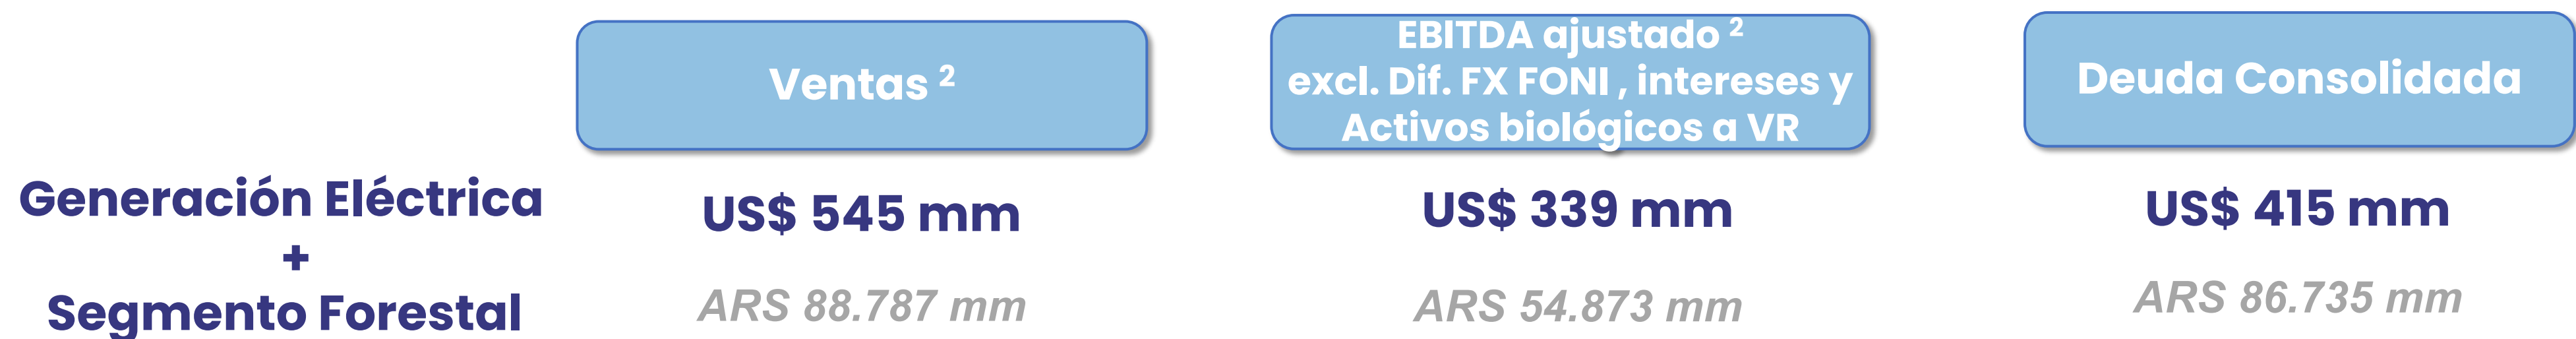 Ventas ²
EBITDA ajustado ²
excl. Dif. FX FONI , intereses y
Activos biológicos a VR
Deuda Consolidada
Generación Eléctrica
+
Segmento Forestal
US$ 545 mm
ARS 88.787 mm
US$ 339 mm
ARS 54.873 mm
US$ 415 mm
ARS 86.735 mm